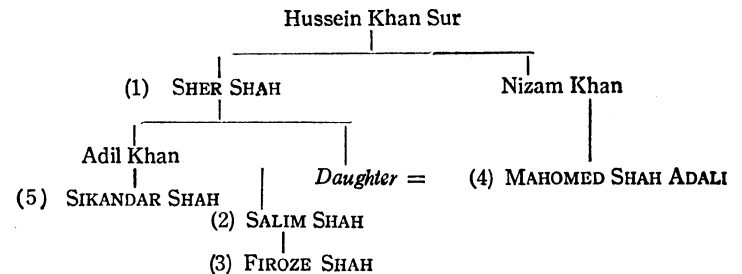 Hussein Khan Sur
(1) SHER SHAH Nizam Khan
Adil Khan
Daughter = (4) MAHOMED SHAH ADALI
(5) SIKANDAR SHAH
(2) SALIM SHAH
(3) FIROZE SHAH